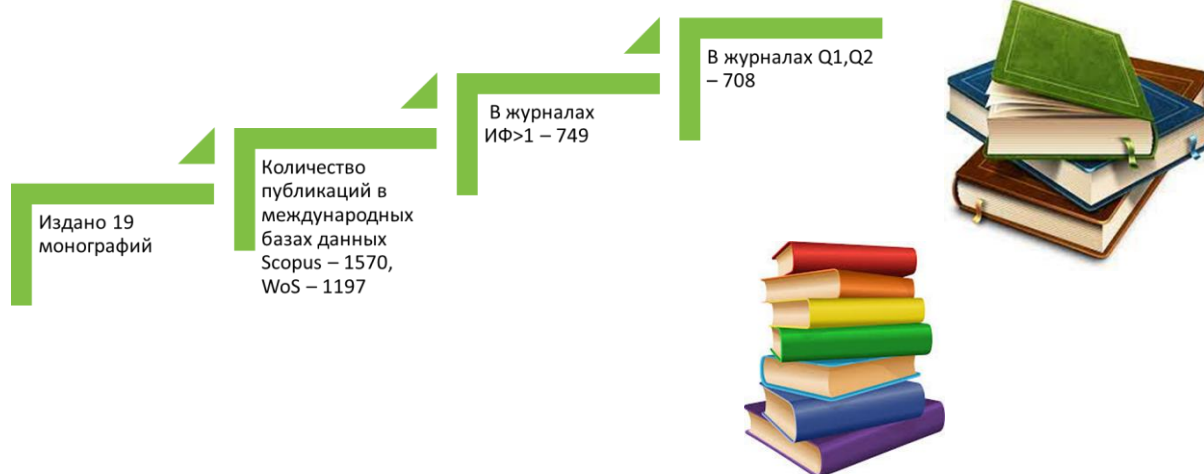 Издано 19
монографий
Количество
публикаций в
международных
базах данных
Scopus – 1570,
WoS – 1197
В журналах
ИФ>1 – 749
В журналах Q1,Q2
– 708